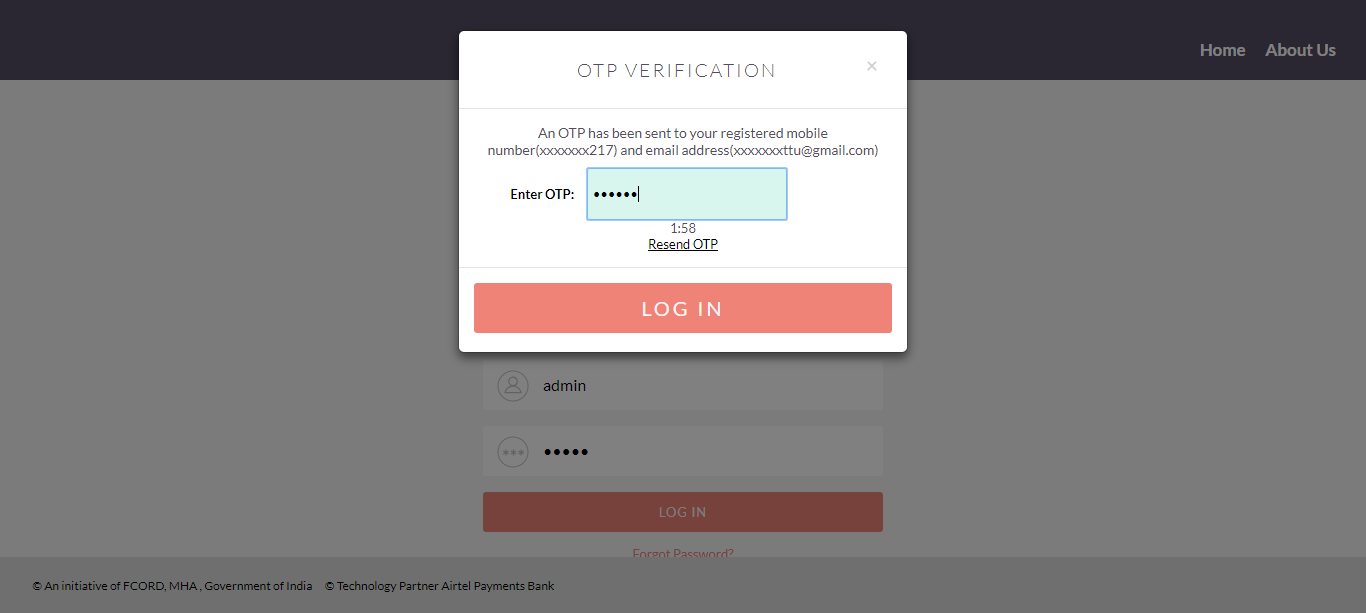 Home About Us
OTP VERIFICATION ×
An OTP has been sent to your registered mobile
number(xxxxxxx217) and email address(xxxxxxxttu@gmail.com)
Enter OTP: ••••••
1:58
Resend OTP
LOG IN
admin
*** •••••
LOG IN
Forgot Password?
© An initiative of FCORD, MHA , Government of India © Technology Partner Airtel Payments Bank